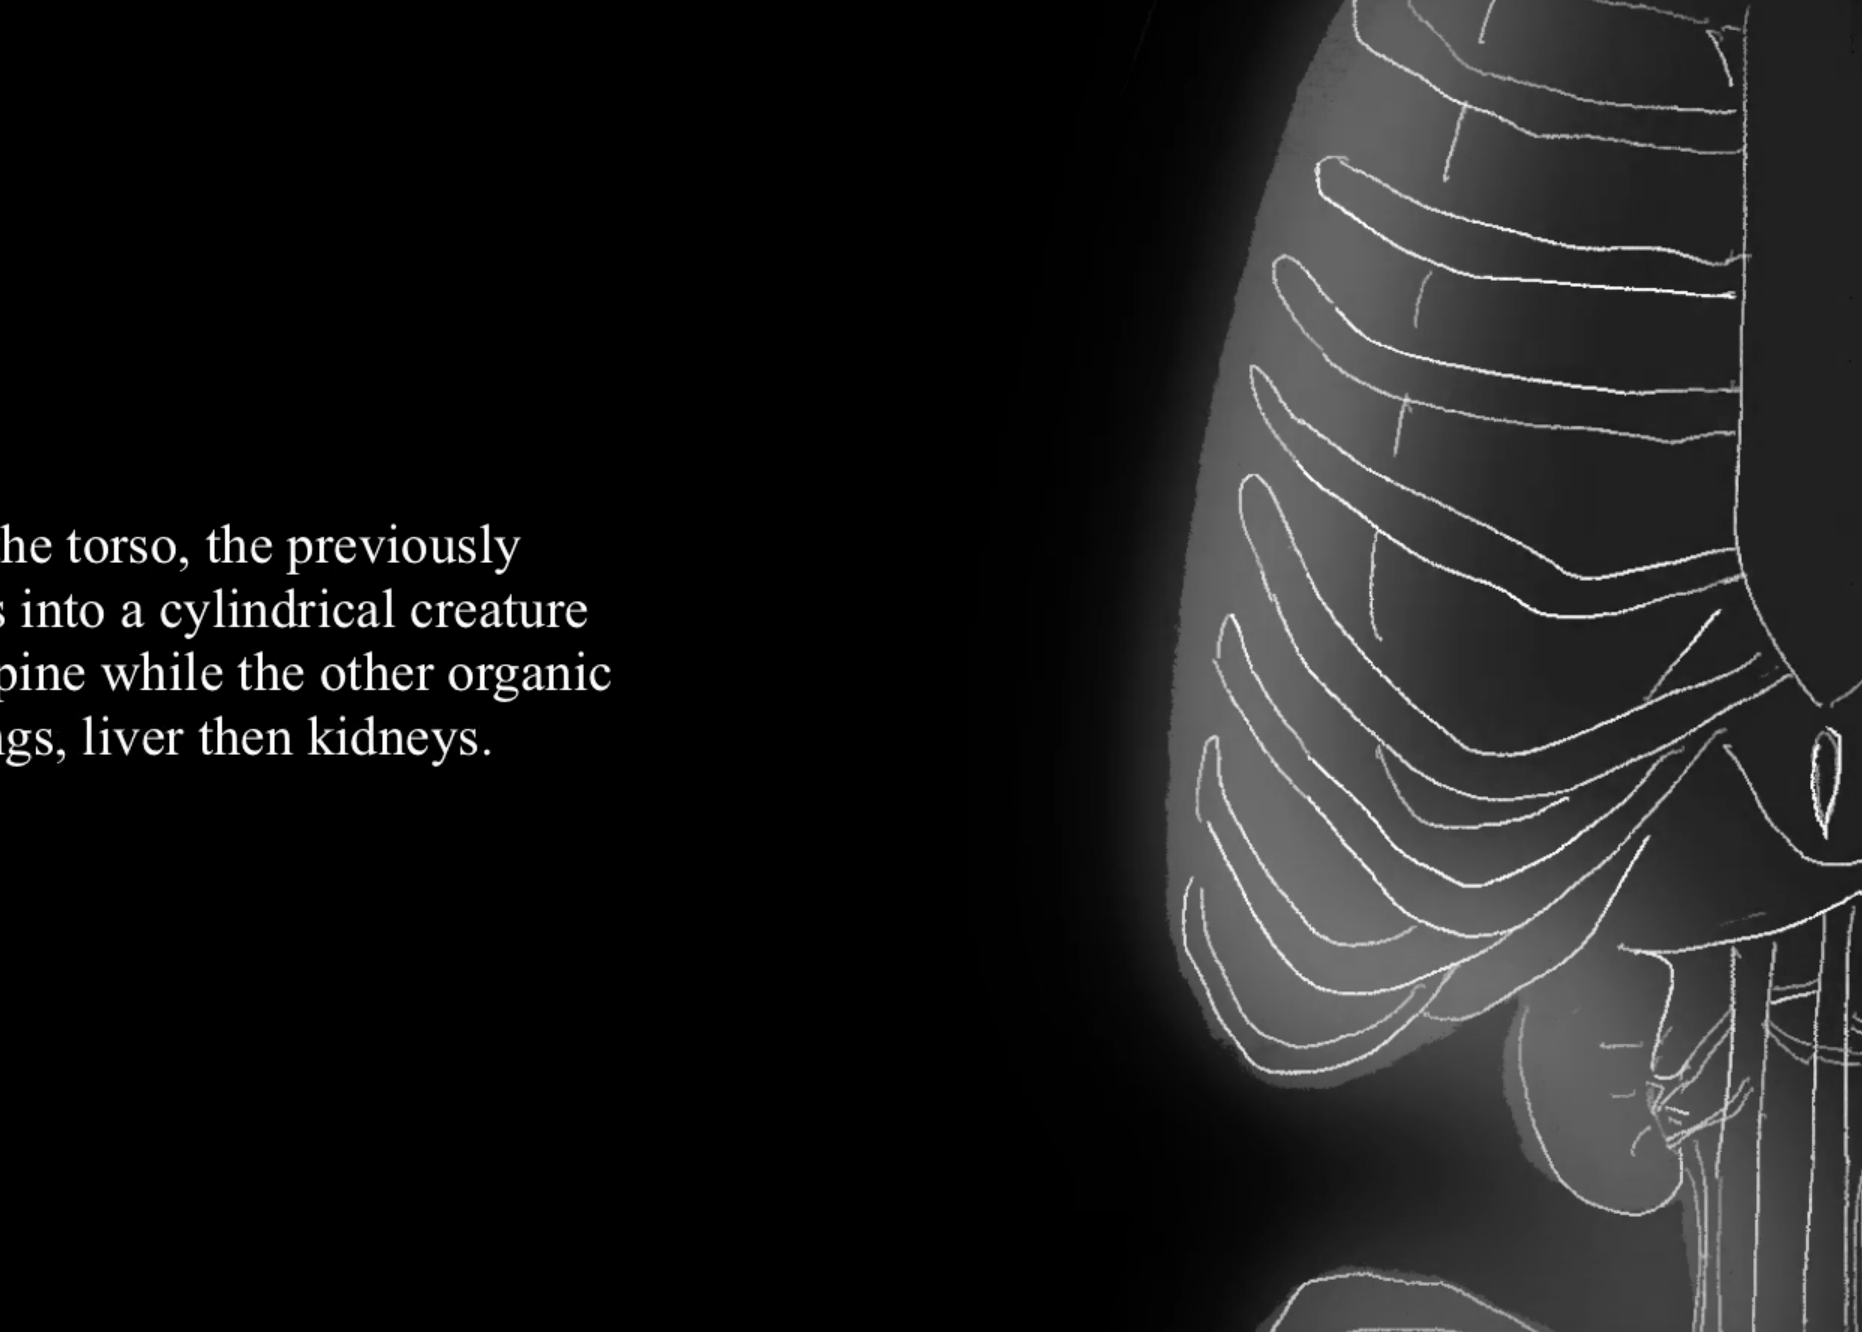 he torso, the previously
s into a cylindrical creature
pine while the other organic
gs, liver then kidneys.